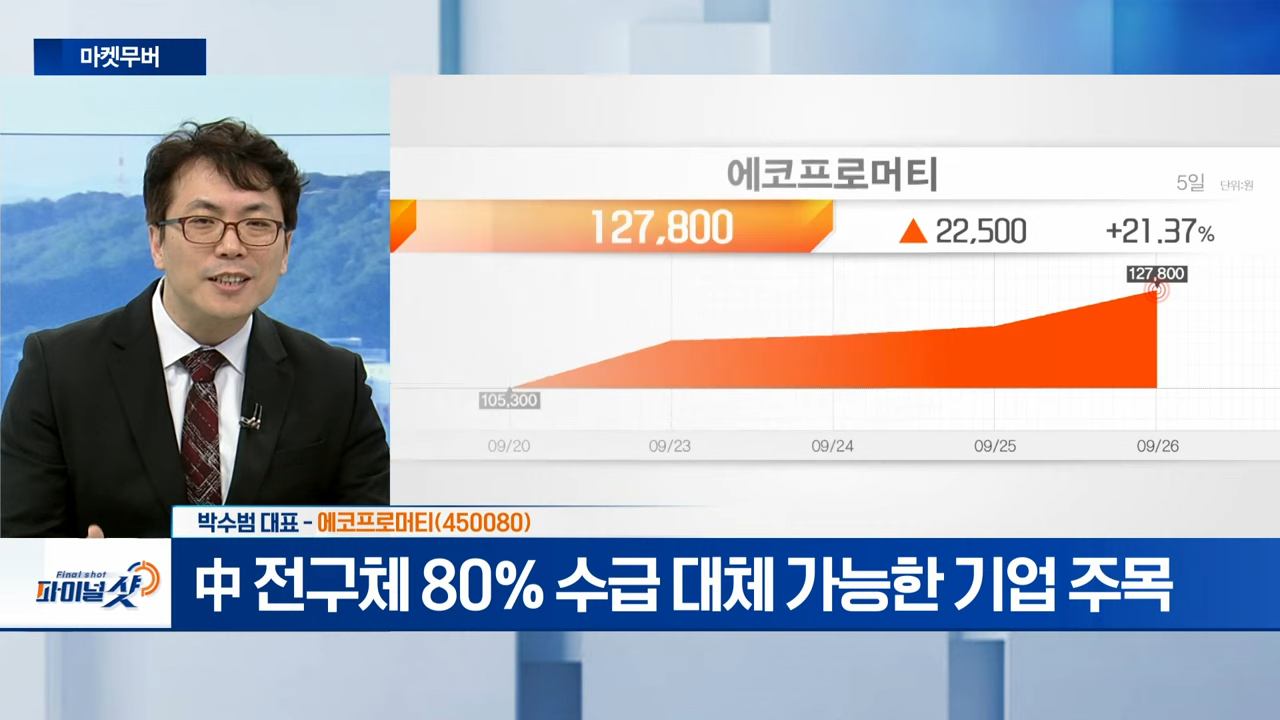 마켓무버
에코프로머티
5일 단위:원
127,800 ▲ 22,500 +21.37%
127,800
105,300
09/20 09/23 09/24 09/25 09/26
박수범 대표 - 에코프로머티(450080)
Final shot
파이널샷
中 전구체 80% 수급 대체 가능한 기업 주목